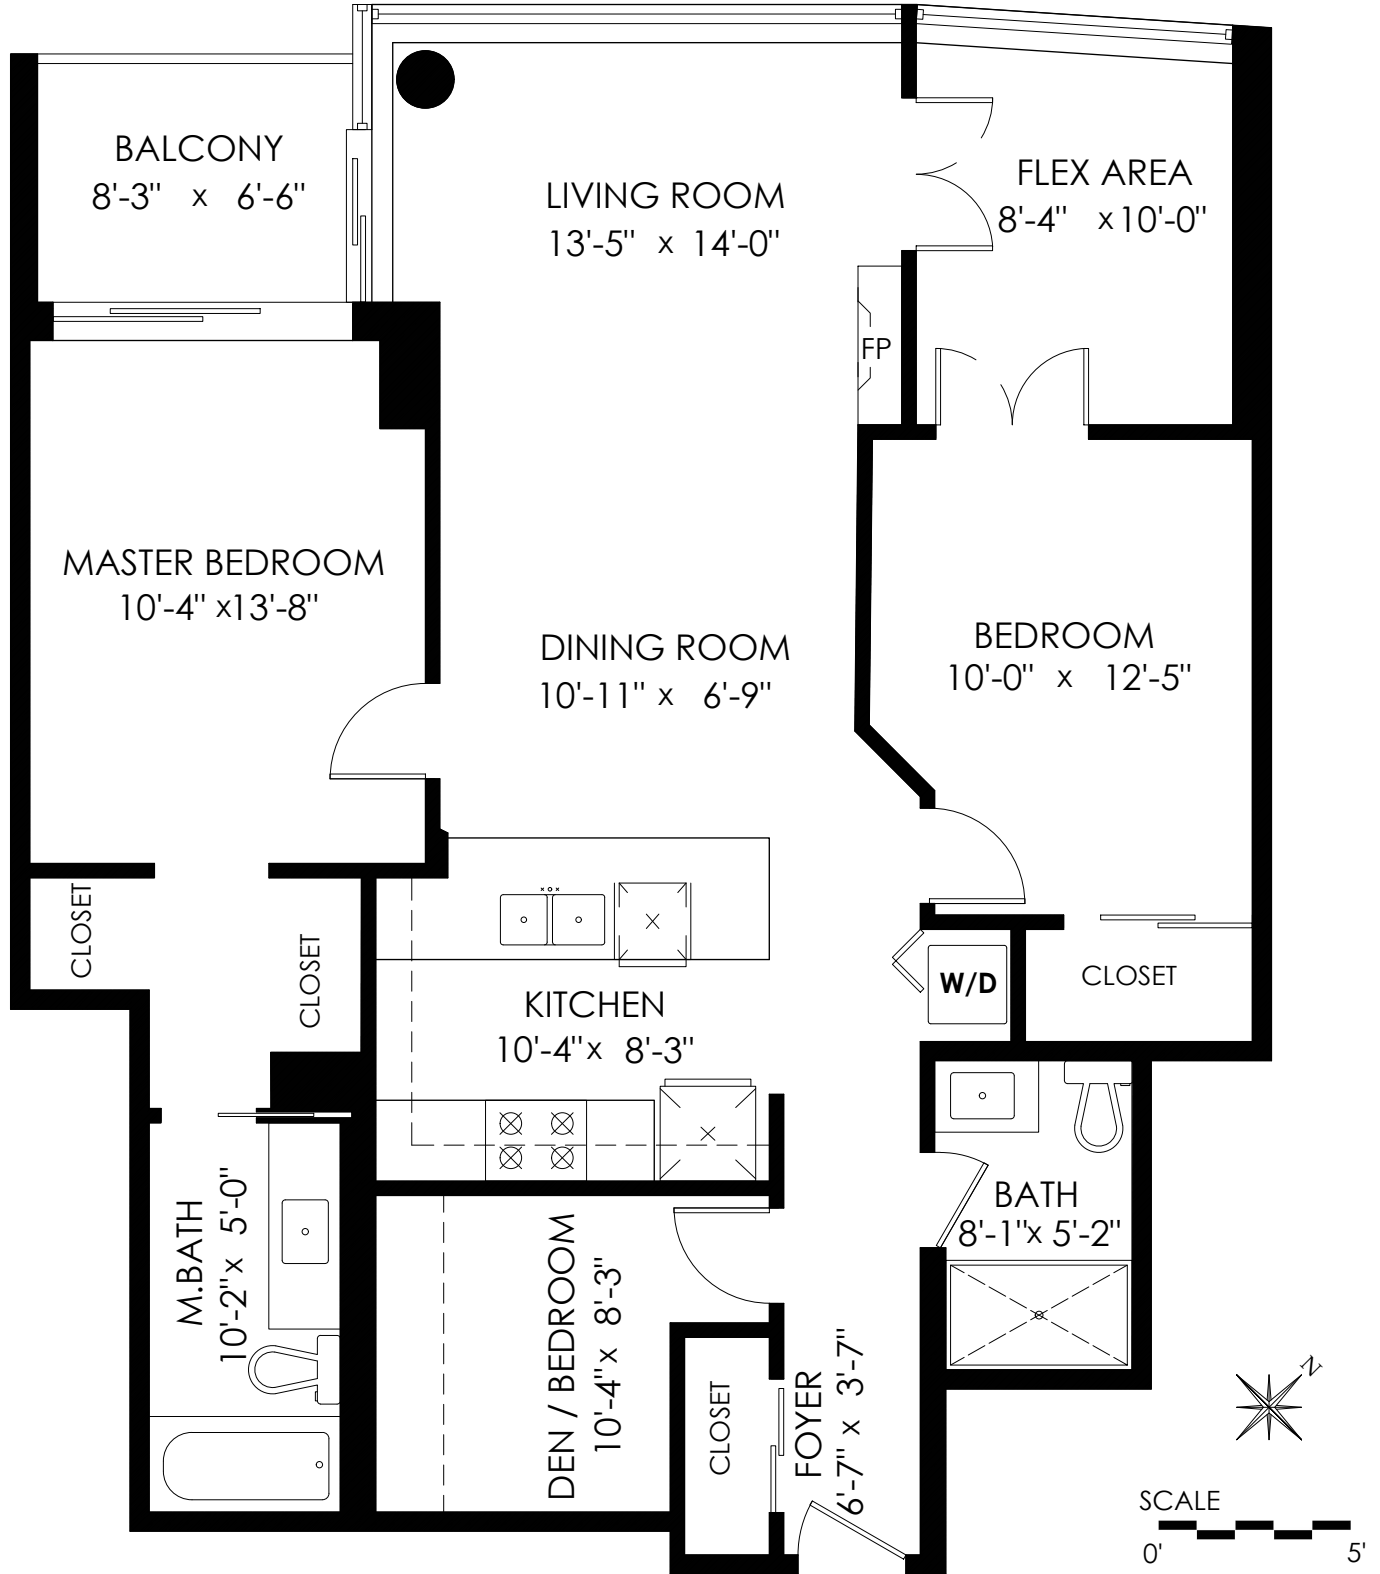 BALCONY
8'-3" x 6'-6"
LIVING ROOM
13'-5" x 14'-0"
FLEX AREA
8'-4" x10'-0"
FP
MASTER BEDROOM
10'-4" x13'-8"
DINING ROOM
10'-11" x 6'-9"
BEDROOM
10'-0" x 12'-5"
CLOSET
CLOSET
KITCHEN
10'-4"x 8'-3"
W/D
CLOSET
M.BATH
10'-2"x 5'-0"
DEN / BEDROOM
10'-4"x 8'-3"
BATH
8'-1"x 5'-2"
CLOSET
FOYER
6'-7" x 3'-7"
N
SCALE
0' 5'